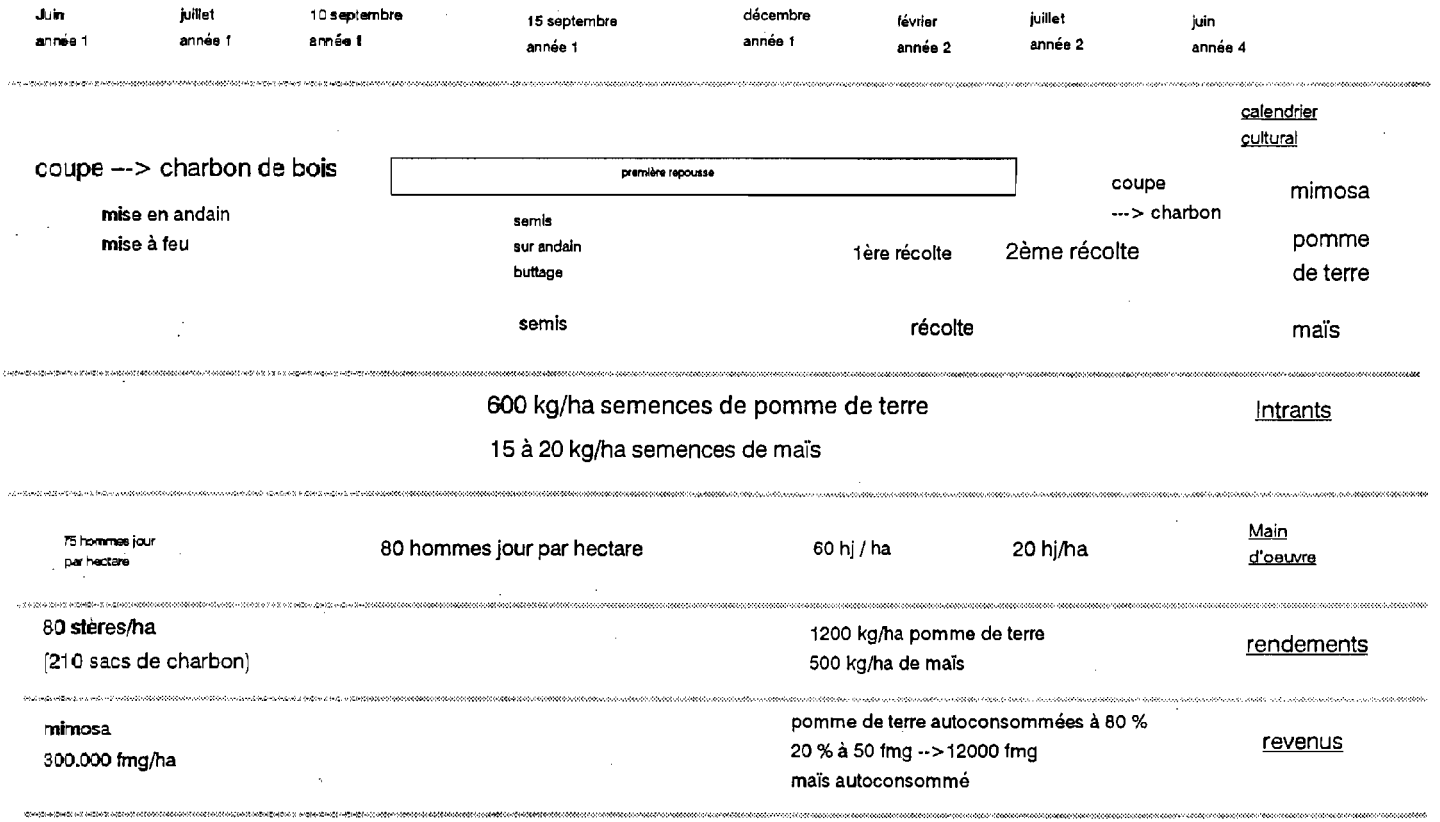 Juin juillet 10 septembre 15 septembre décembre février juillet juin
année 1 année 1 année 1 année 1 année 1 année 2 année 2 année 4
calendrier
cultural
coupe ---> charbon de bois première repousse coupe mimosa
mise en andain semis ---> charbon
mise à feu sur andain 1ère récolte 2ème récolte pomme
buttage de terre
semis récolte maïs
600 kg/ha semences de pomme de terre Intrants
15 à 20 kg/ha semences de maïs
75 hommes jour 80 hommes jour par hectare 60 hj / ha 20 hj/ha Main
par hectare d'oeuvre
80 stères/ha 1200 kg/ha pomme de terre rendements
(210 sacs de charbon) 500 kg/ha de maïs
mimosa pomme de terre autoconsommées à 80 %
300.000 fmg/ha 20 % à 50 fmg -->12000 fmg revenus
maïs autoconsommé